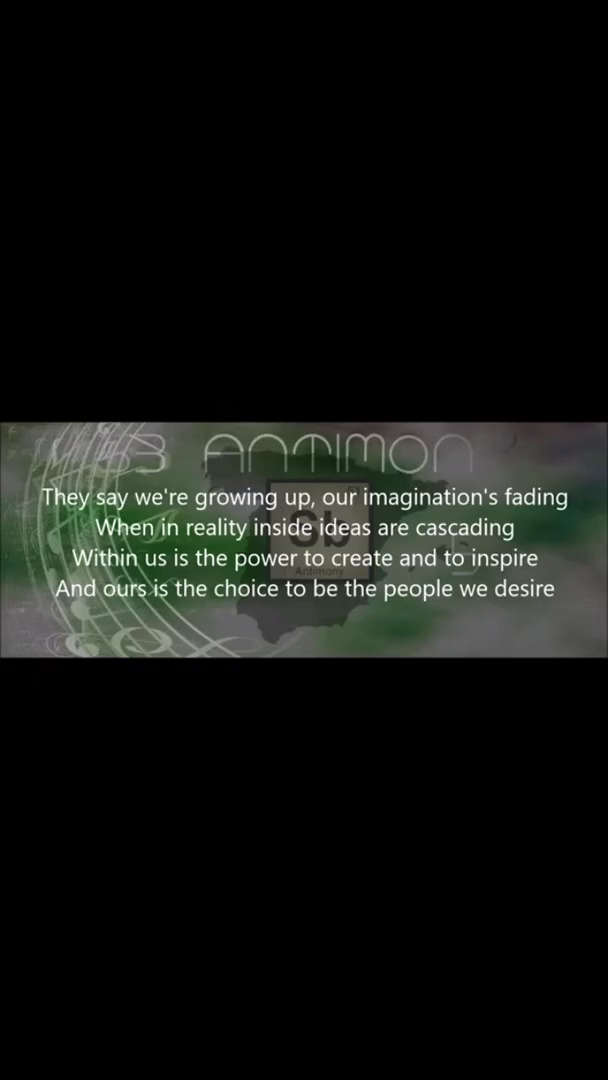 ANTIMON
They say we're growing up, our imagination's fading
When in reality inside ideas are cascading
Within us is the power to create and to inspire
And ours is the choice to be the people we desire
Sb
Antimony